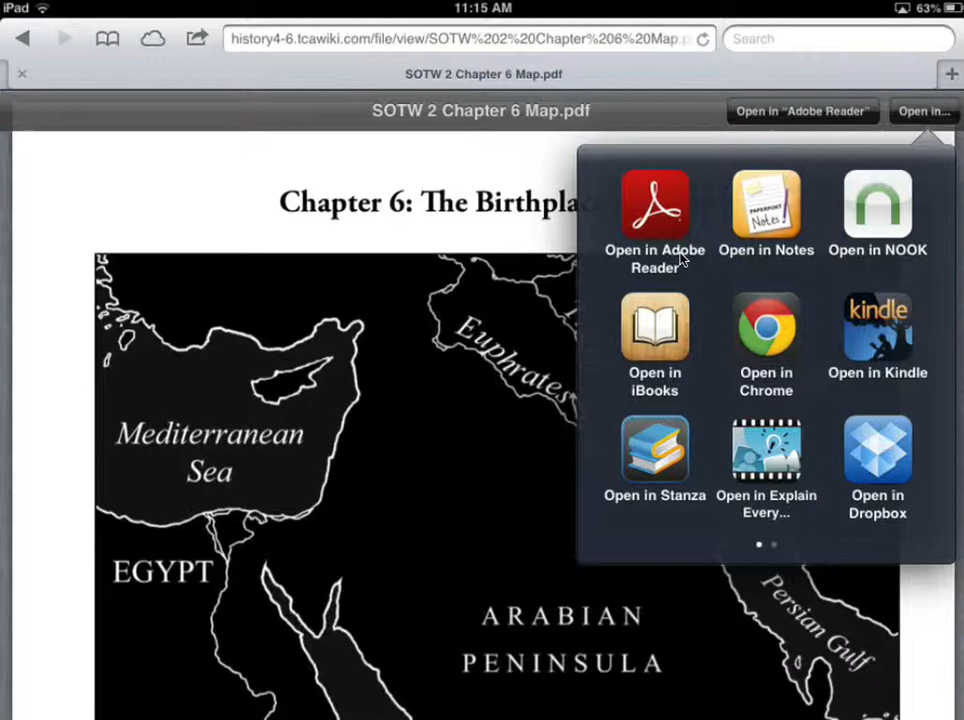 iPad
11:15 AM
63%
history4-6.tcawiki.com/file/view/SOTW%202%20Chapter%206%20Map.p
Search
SOTW 2 Chapter 6 Map.pdf
SOTW 2 Chapter 6 Map.pdf
Open in “Adobe Reader”
Open in...
Chapter 6: The Birthpla
PAPERPORT
Notes!
n
Open in Adobe
Reader
Open in Notes
Open in NOOK
kindle
Open in
iBooks
Open in
Chrome
Open in Kindle
Open in Stanza
Open in Explain
Every...
Open in
Dropbox
Euphrates
Mediterranean
Sea
EGYPT
ARABIAN
PENINSULA
Persian Gulf